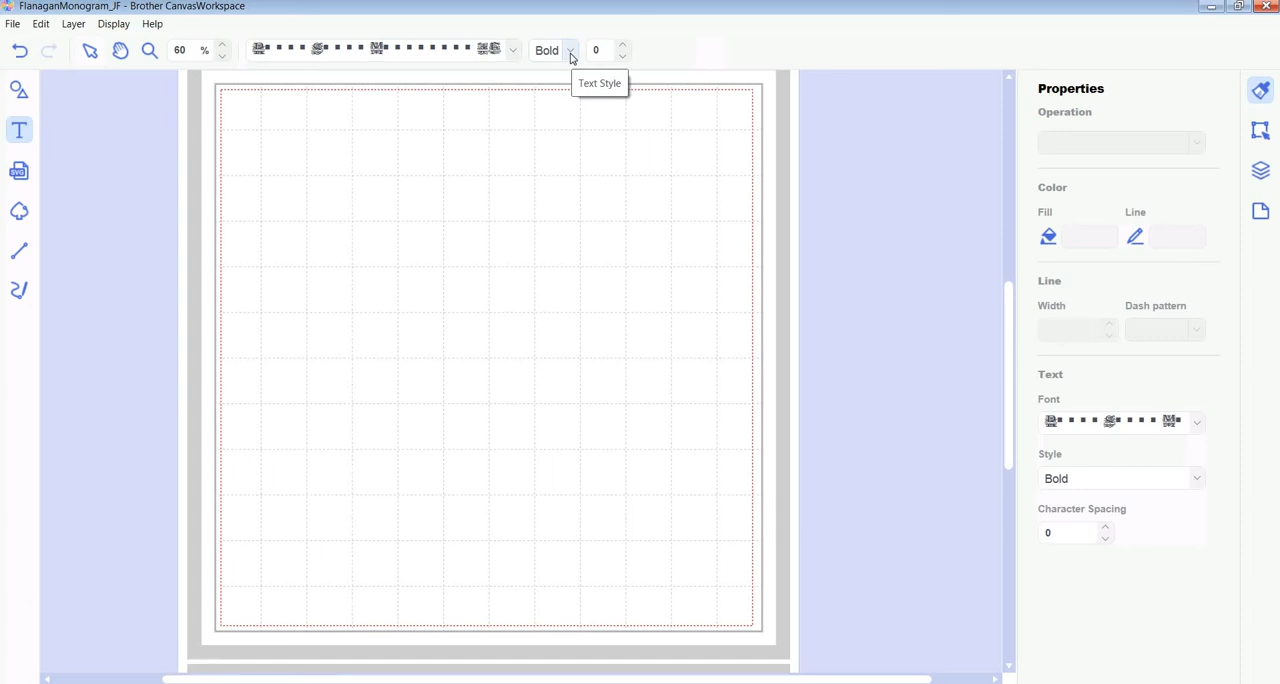 FlanaganMonogram_JF - Brother CanvasWorkspace
File Edit Layer Display Help
60 % Bold 0
Text Style
T
SVG
Properties
Operation
Color
Fill Line
Line
Width Dash pattern
Text
Font
Style
Bold
Character Spacing
0